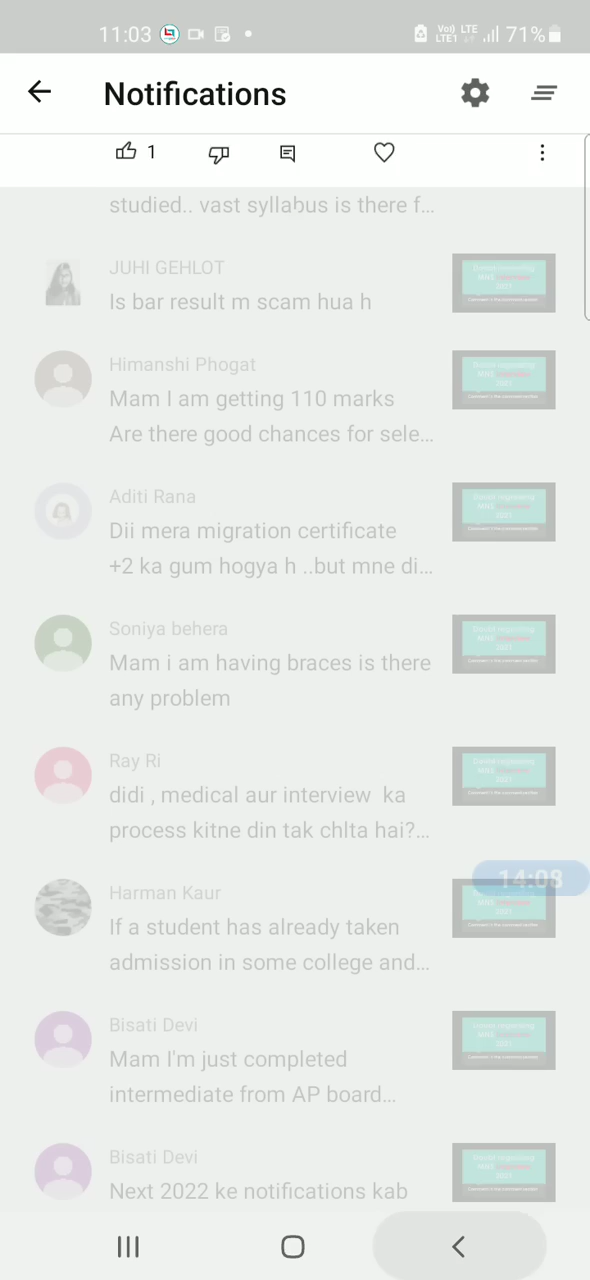 11:03
Vo) LTE
LTE1
71%
Notifications
1
studied.. vast syllabus is there f...
JUHI GEHLOT
Is bar result m scam hua h
Himanshi Phogat
Mam I am getting 110 marks
Are there good chances for sele...
Aditi Rana
Dii mera migration certificate
+2 ka gum hogya h ..but mne di...
Soniya behera
Mam i am having braces is there
any problem
Ray Ri
didi , medical aur interview ka
process kitne din tak chlta hai?...
14:08
Harman Kaur
If a student has already taken
admission in some college and...
Bisati Devi
Mam I'm just completed
intermediate from AP board...
Bisati Devi
Next 2022 ke notifications kab